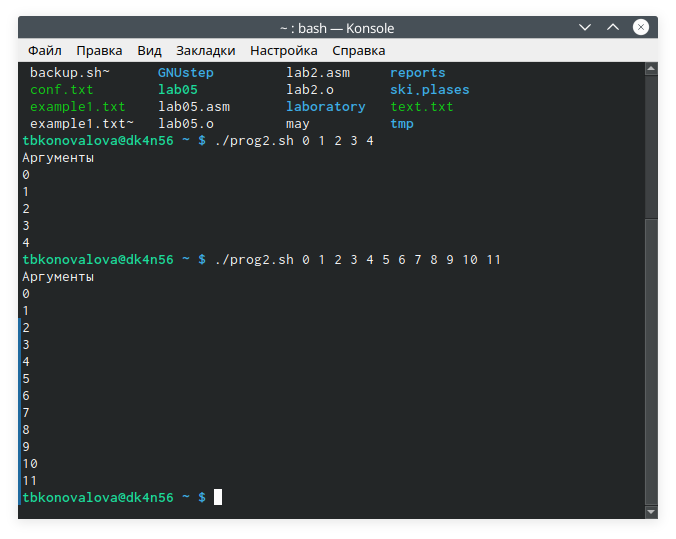 ~ : bash — Konsole
Файл Правка Вид Закладки Настройка Справка
backup.sh~ GNUstep lab2.asm reports
conf.txt lab05 lab2.o ski.plases
example1.txt lab05.asm laboratory text.txt
example1.txt~ lab05.o may tmp
tbkonovalova@dk4n56 ~ $ ./prog2.sh 0 1 2 3 4
Аргументы
0
1
2
3
4
tbkonovalova@dk4n56 ~ $ ./prog2.sh 0 1 2 3 4 5 6 7 8 9 10 11
Аргументы
0
1
2
3
4
5
6
7
8
9
10
11
tbkonovalova@dk4n56 ~ $